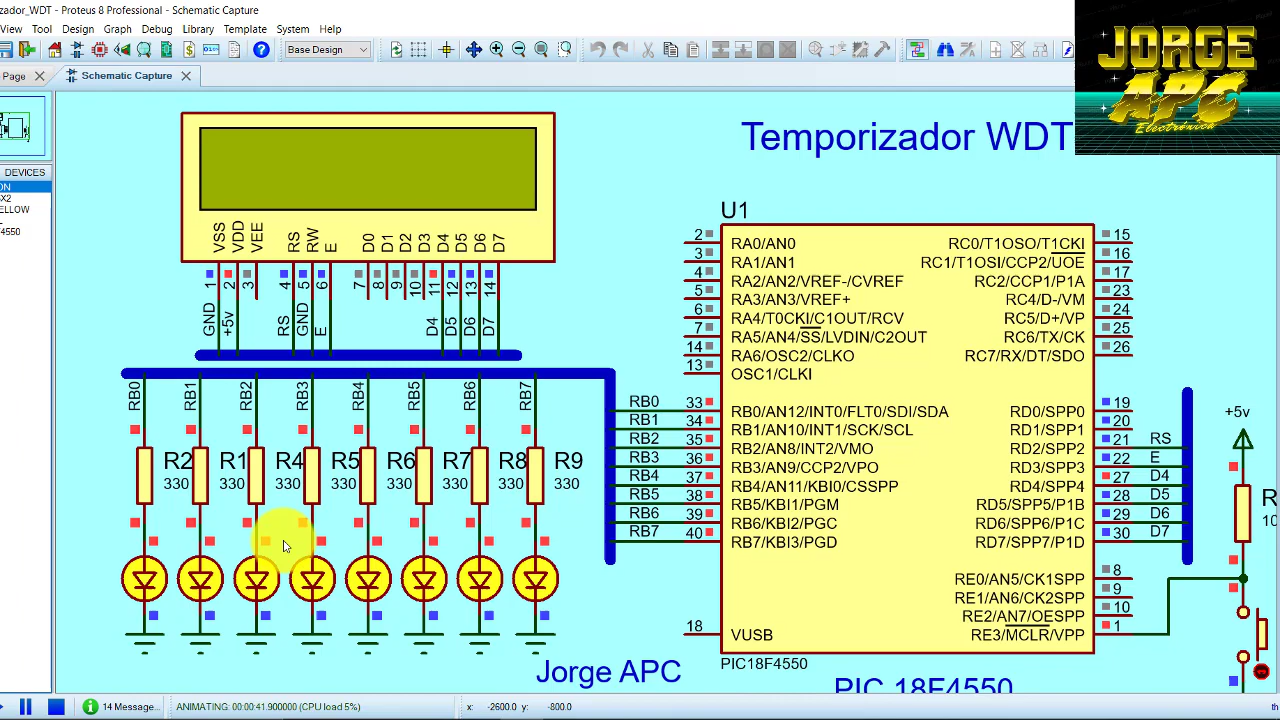 zador_WDT - Proteus 8 Professional - Schematic Capture
View Tool Design Graph Debug Library Template System Help
Base Design
Page Schematic Capture
JORGE
APC
Electrónica
DEVICES
Temporizador WDT
VSS VDD VEE RS RW E D0 D1 D2 D3 D4 D5 D6 D7
1 2 3 4 5 6 7 8 9 10 11 12 13 14
GND +5v RS GND E D4 D5 D6 D7
RB0 RB1 RB2 RB3 RB4 RB5 RB6 RB7
R2 R1 R4 R5 R6 R7 R8 R9
330 330 330 330 330 330 330 330
U1
2 RA0/AN0 RC0/T1OSO/T1CKI 15
3 RA1/AN1 RC1/T1OSI/CCP2/UOE 16
4 RA2/AN2/VREF-/CVREF RC2/CCP1/P1A 17
5 RA3/AN3/VREF+ RC4/D-/VM 23
6 RA4/T0CKI/C1OUT/RCV RC5/D+/VP 24
7 RA5/AN4/SS/LVDIN/C2OUT RC6/TX/CK 25
14 RA6/OSC2/CLKO RC7/RX/DT/SDO 26
13 OSC1/CLKI
RB0 33 RB0/AN12/INT0/FLT0/SDI/SDA RD0/SPP0 19
RB1 34 RB1/AN10/INT1/SCK/SCL RD1/SPP1 20
RB2 35 RB2/AN8/INT2/VMO RD2/SPP2 21 RS
RB3 36 RB3/AN9/CCP2/VPO RD3/SPP3 22 E
RB4 37 RB4/AN11/KBI0/CSSPP RD4/SPP4 27 D4
RB5 38 RB5/KBI1/PGM RD5/SPP5/P1B 28 D5
RB6 39 RB6/KBI2/PGC RD6/SPP6/P1C 29 D6
RB7 40 RB7/KBI3/PGD RD7/SPP7/P1D 30 D7
RE0/AN5/CK1SPP 8
RE1/AN6/CK2SPP 9
RE2/AN7/OESPP 10
18 VUSB RE3/MCLR/VPP 1
PIC18F4550
+5v
R
10
Jorge APC
PIC 18F4550
14 Message... ANIMATING: 00:00:41.900000 (CPU load 5%) x: -2600.0 y: -800.0 th